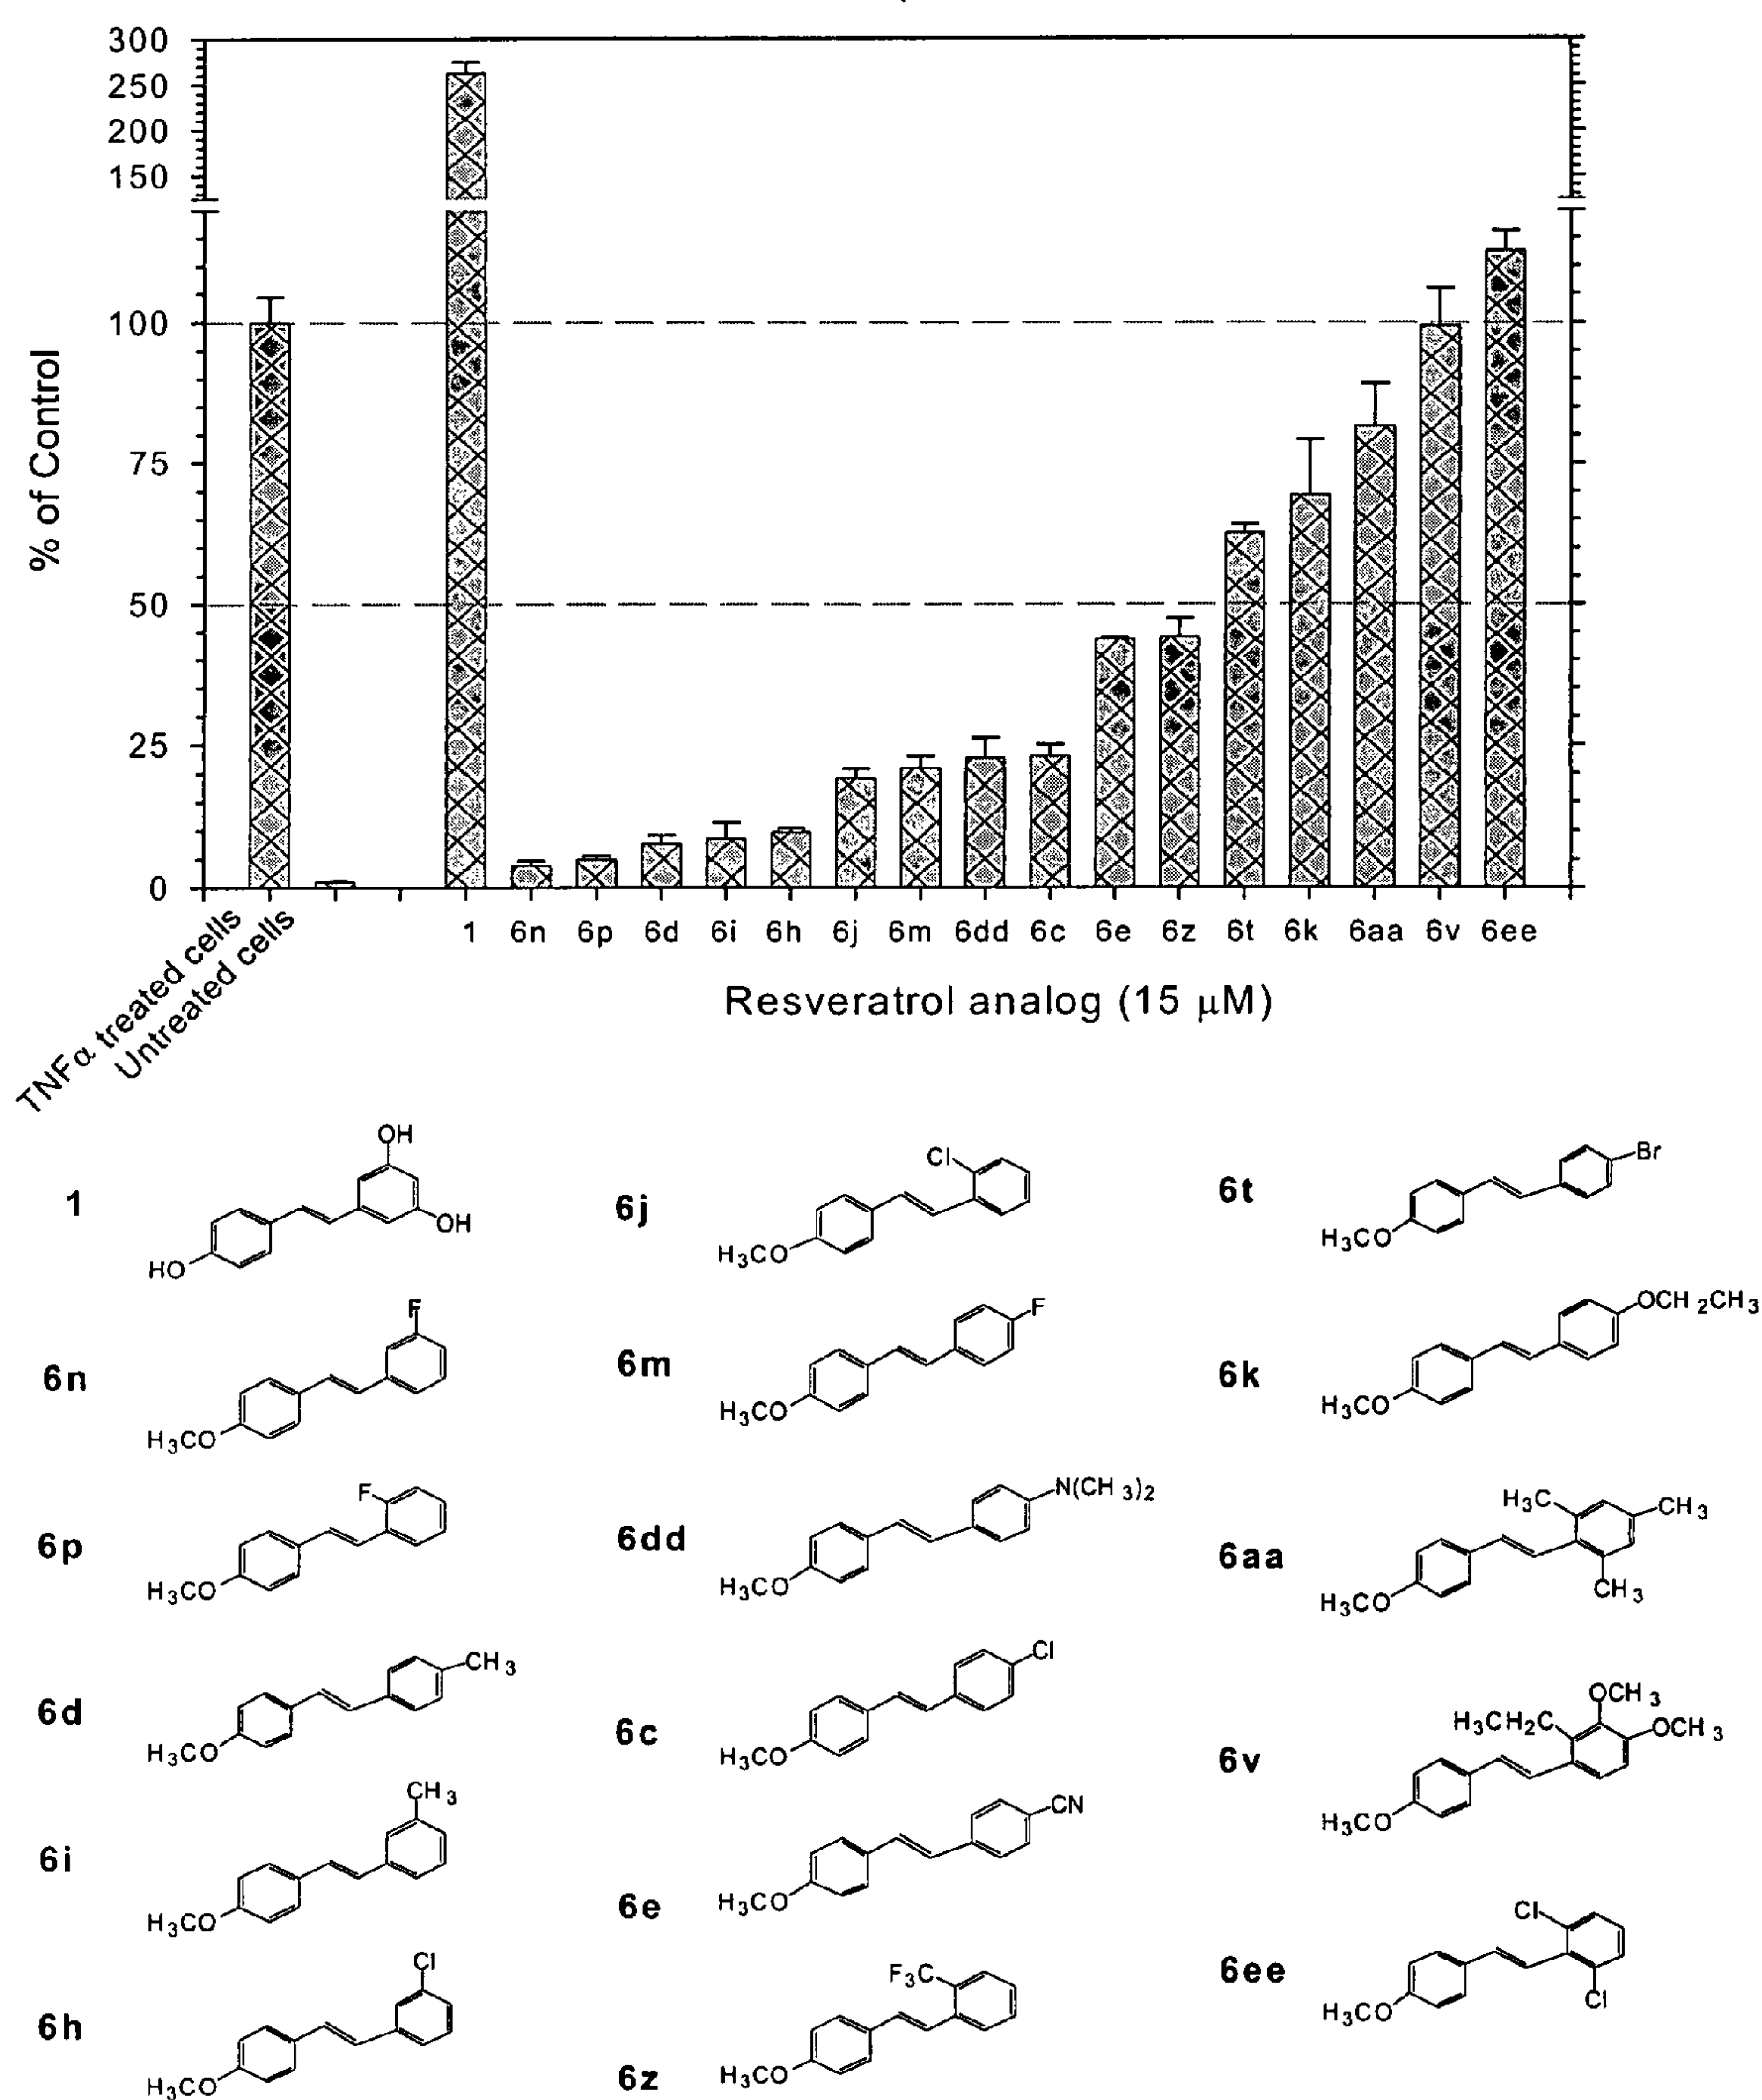 300
250
200
150
100
75
50
25
0
% of Control
TNFα treated cells
Untreated cells
1 6n 6p 6d 6i 6h 6j 6m 6dd 6c 6e 6z 6t 6k 6aa 6v 6ee
Resveratrol analog (15 μM)
1
OH
OH
HO
6n
F
H3CO
6p
F
H3CO
6d
CH3
H3CO
6i
CH3
H3CO
6h
Cl
H3CO
6j
Cl
H3CO
6m
F
H3CO
6dd
N(CH3)2
H3CO
6c
Cl
H3CO
6e
CN
H3CO
6z
F3C
H3CO
6t
Br
H3CO
6k
OCH2CH3
H3CO
6aa
H3C
CH3
CH3
H3CO
6v
OCH3
H3CH2C
OCH3
H3CO
6ee
Cl
Cl
H3CO